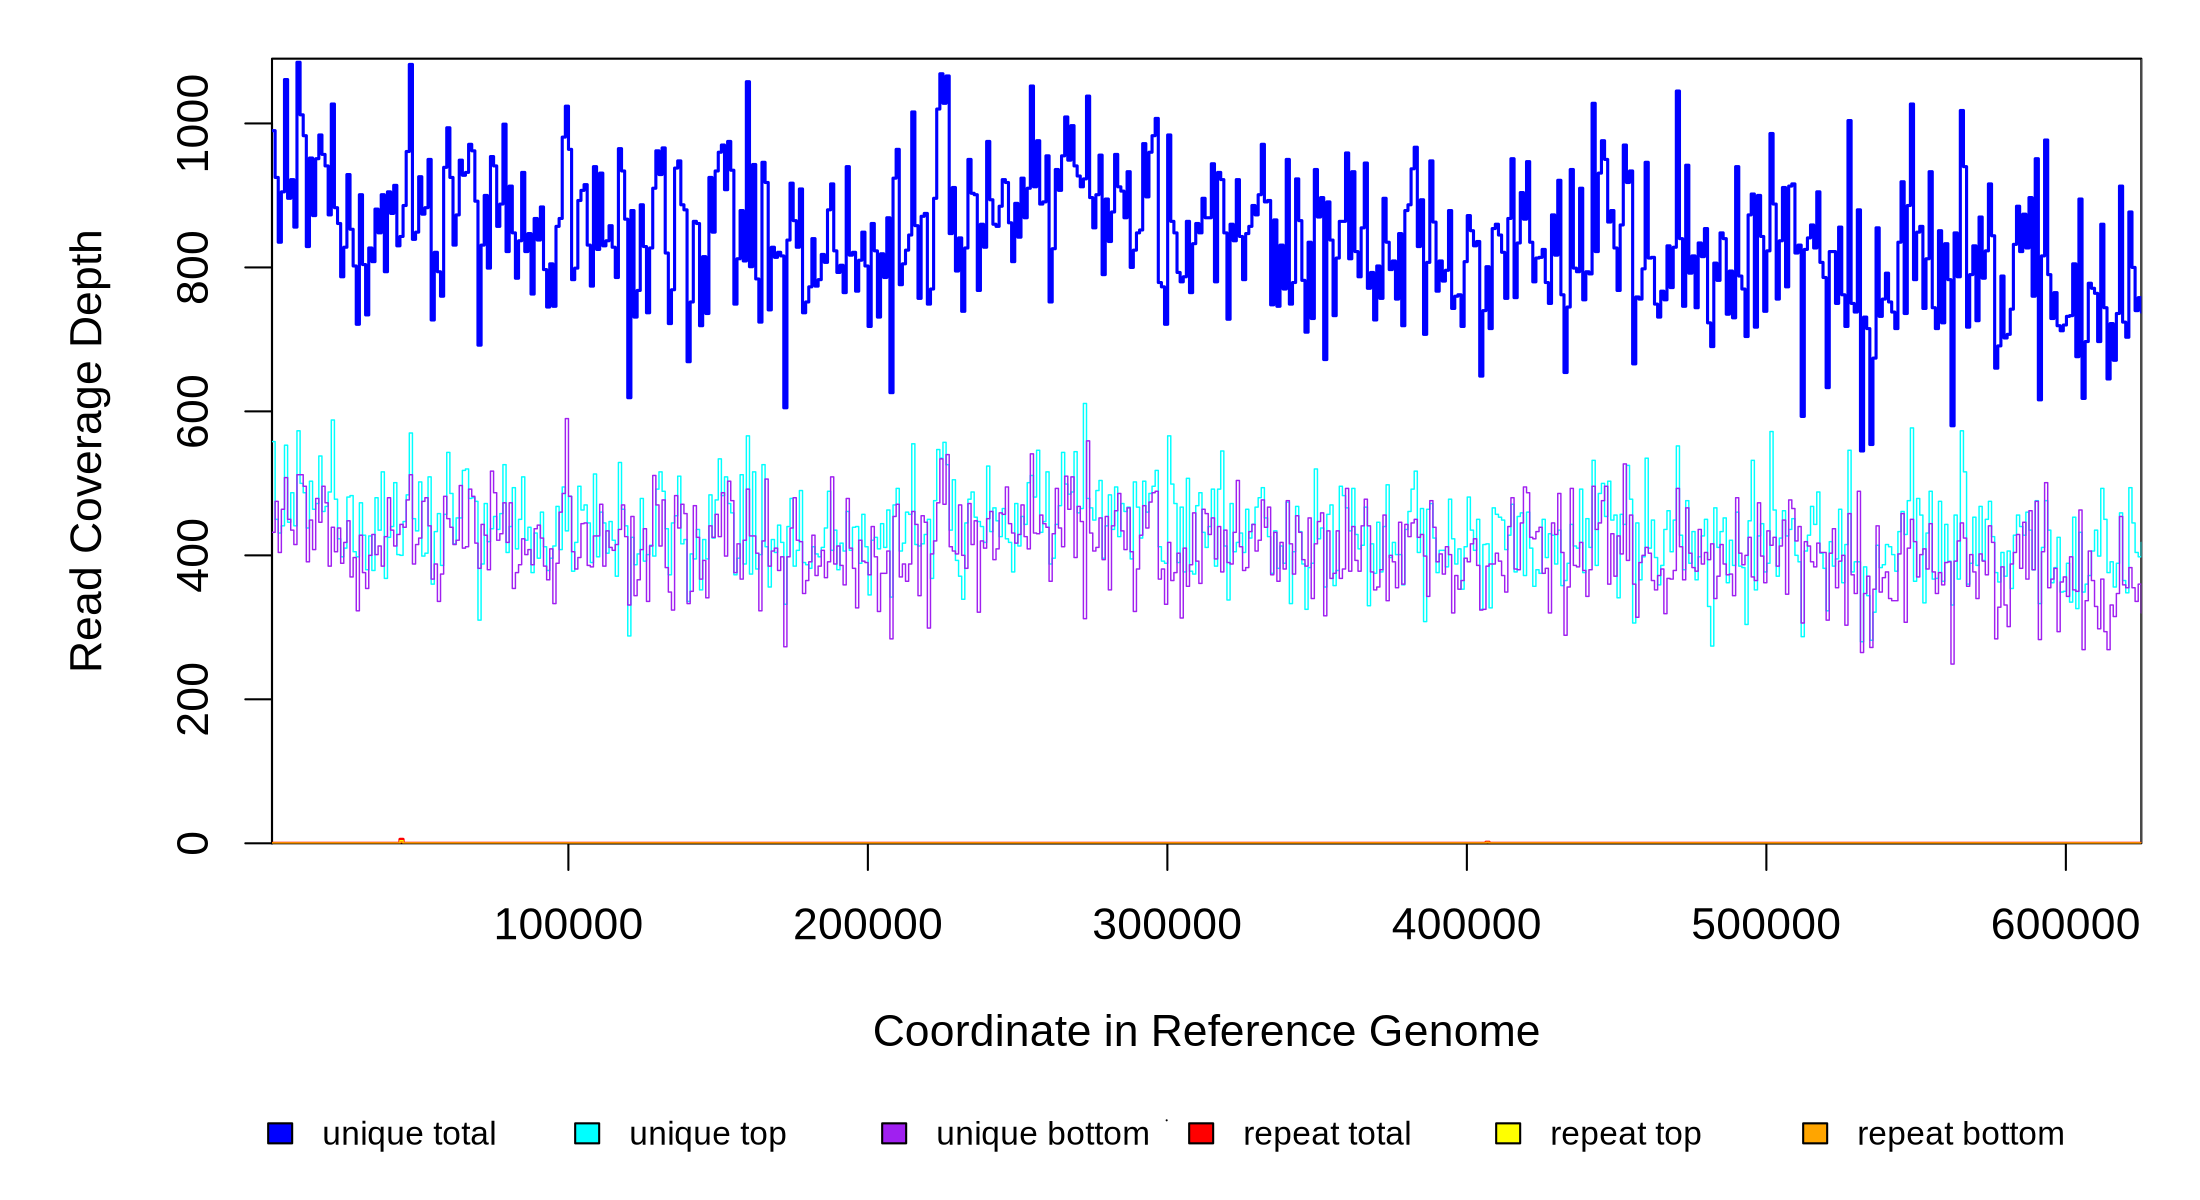 1000
800
600
400
200
0
Read Coverage Depth
100000 200000 300000 400000 500000 600000
Coordinate in Reference Genome
unique total unique top unique bottom repeat total repeat top repeat bottom